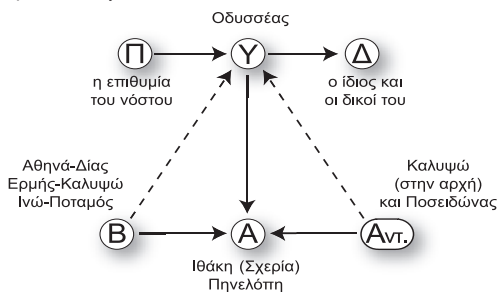 Οδυσσέας
Π
Υ
Δ
η επιθυμία
του νόστου
ο ίδιος και
οι δικοί του
Αθηνά-Δίας
Ερμής-Καλυψώ
Ινώ-Ποταμός
Καλυψώ
(στην αρχή)
και Ποσειδώνας
Β
Α
Αντ.
Ιθάκη (Σχερία)
Πηνελόπη